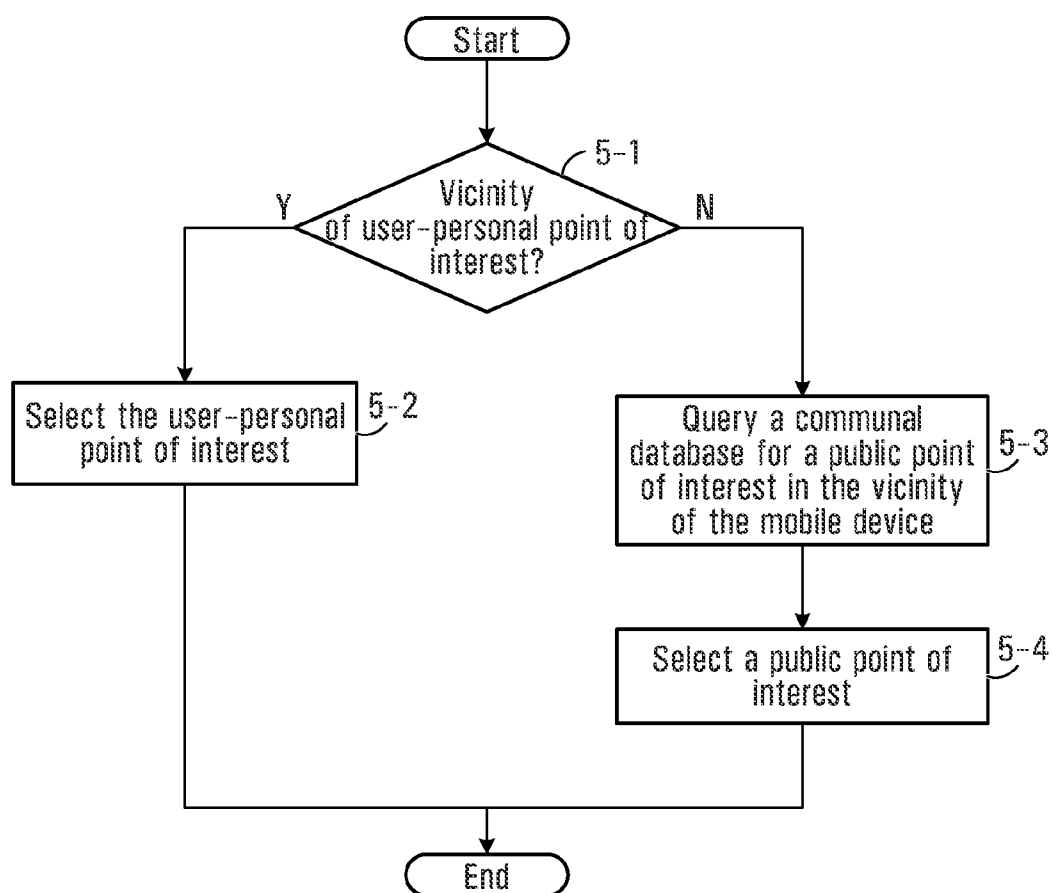 Start
5-1
Vicinity
of user-personal point of
interest?
Y
N
Select the user-personal
point of interest
5-2
Query a communal
database for a public point
of interest in the vicinity
of the mobile device
5-3
Select a public point of
interest
5-4
End